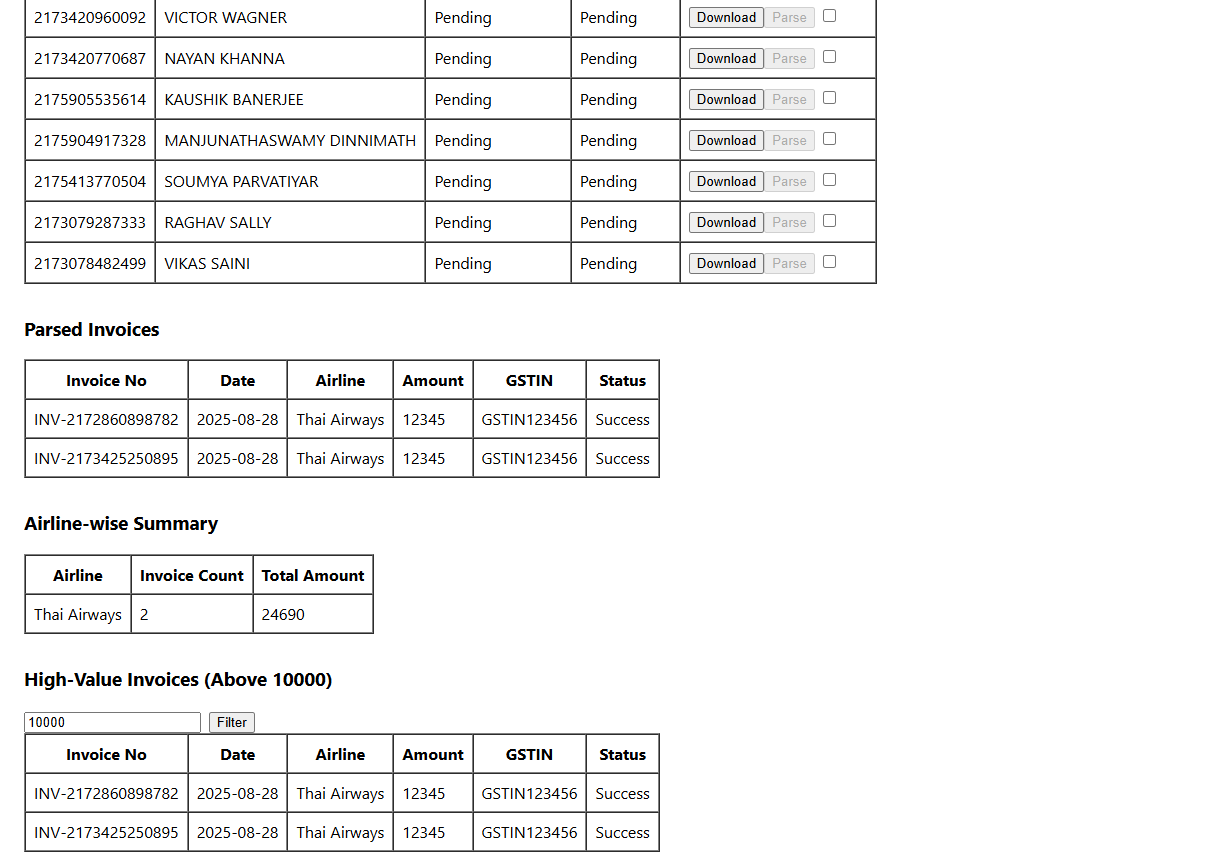 2173420960092 VICTOR WAGNER Pending Pending Download Parse
2173420770687 NAYAN KHANNA Pending Pending Download Parse
2175905535614 KAUSHIK BANERJEE Pending Pending Download Parse
2175904917328 MANJUNATHASWAMY DINNIMATH Pending Pending Download Parse
2175413770504 SOUMYA PARVATIYAR Pending Pending Download Parse
2173079287333 RAGHAV SALLY Pending Pending Download Parse
2173078482499 VIKAS SAINI Pending Pending Download Parse
Parsed Invoices
Invoice No Date Airline Amount GSTIN Status
INV-2172860898782 2025-08-28 Thai Airways 12345 GSTIN123456 Success
INV-2173425250895 2025-08-28 Thai Airways 12345 GSTIN123456 Success
Airline-wise Summary
Airline Invoice Count Total Amount
Thai Airways 2 24690
High-Value Invoices (Above 10000)
10000 Filter
Invoice No Date Airline Amount GSTIN Status
INV-2172860898782 2025-08-28 Thai Airways 12345 GSTIN123456 Success
INV-2173425250895 2025-08-28 Thai Airways 12345 GSTIN123456 Success